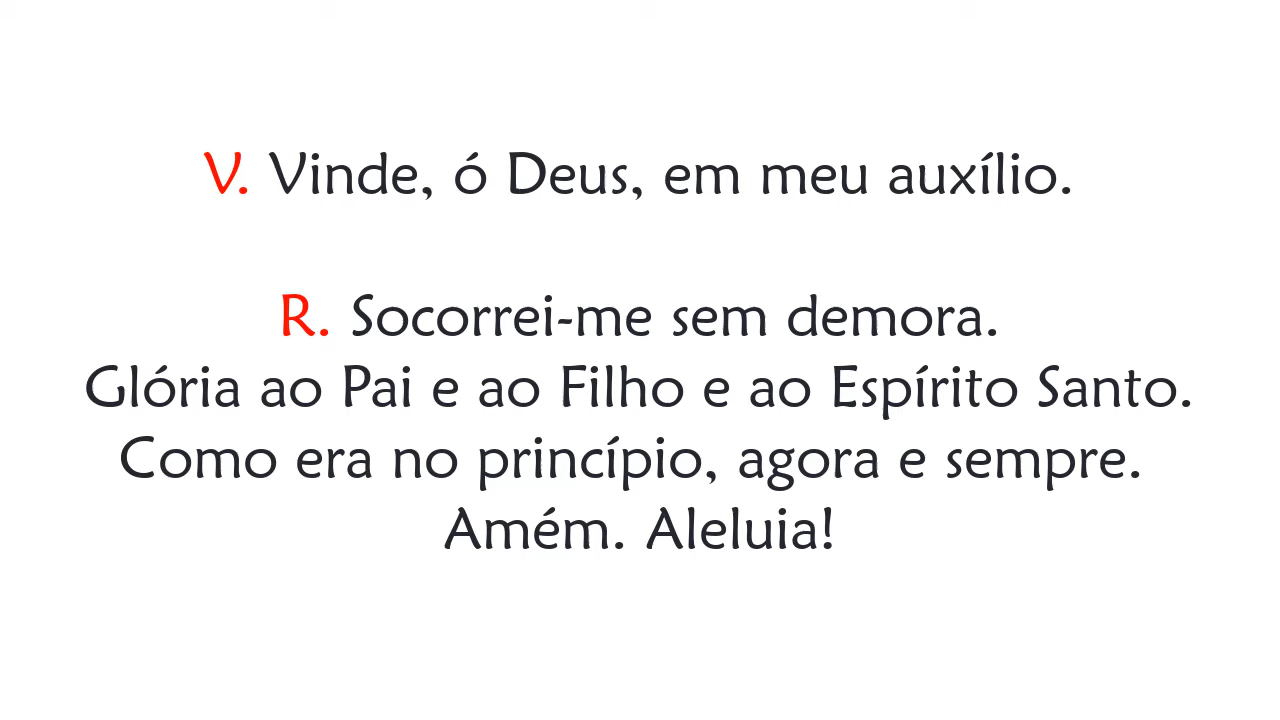 V. Vinde, ó Deus, em meu auxílio.
R. Socorrei-me sem demora.
Glória ao Pai e ao Filho e ao Espírito Santo.
Como era no princípio, agora e sempre.
Amém. Aleluia!